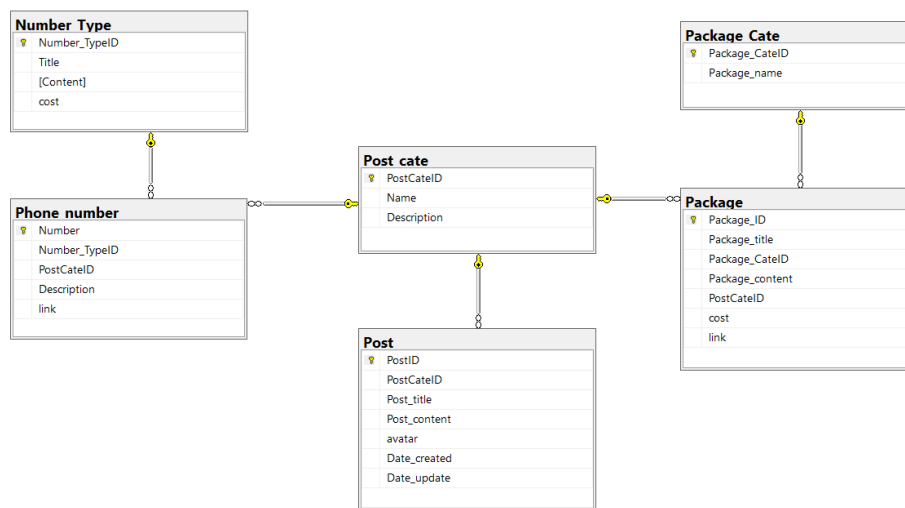 Number Type
Number_TypeID
Title
[Content]
cost
Package Cate
Package_CateID
Package_name
Post cate
PostCateID
Name
Description
Phone number
Number
Number_TypeID
PostCateID
Description
link
Package
Package_ID
Package_title
Package_CateID
Package_content
PostCateID
cost
link
Post
PostID
PostCateID
Post_title
Post_content
avatar
Date_created
Date_update